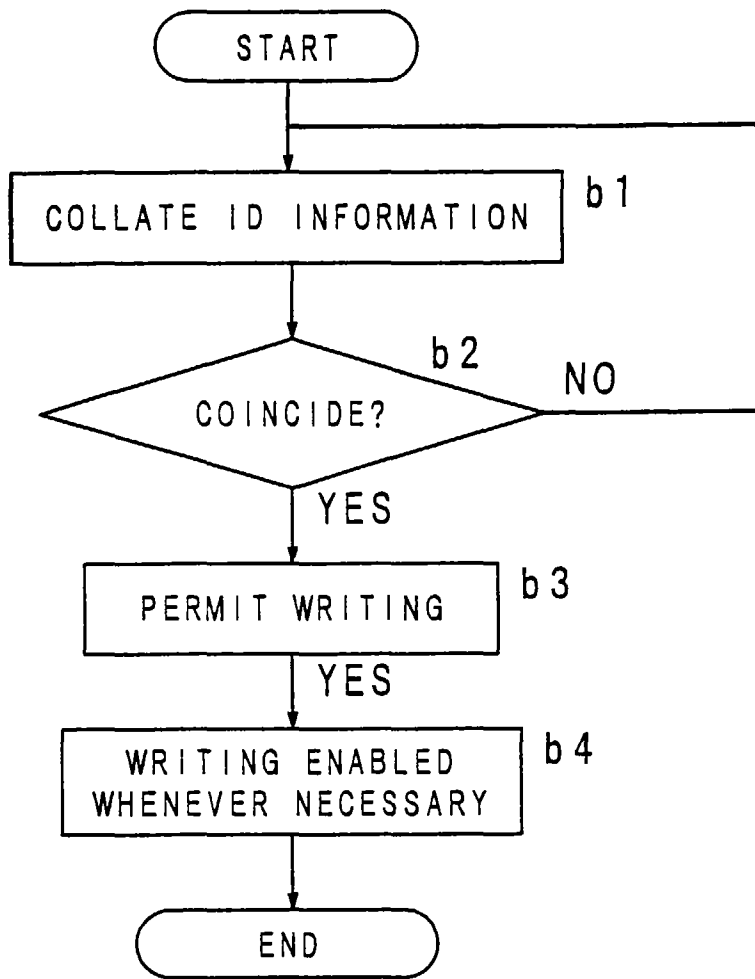 START
COLLATE ID INFORMATION
b1
b2
COINCIDE?
NO
YES
PERMIT WRITING
b3
YES
WRITING ENABLED
WHENEVER NECESSARY
b4
END